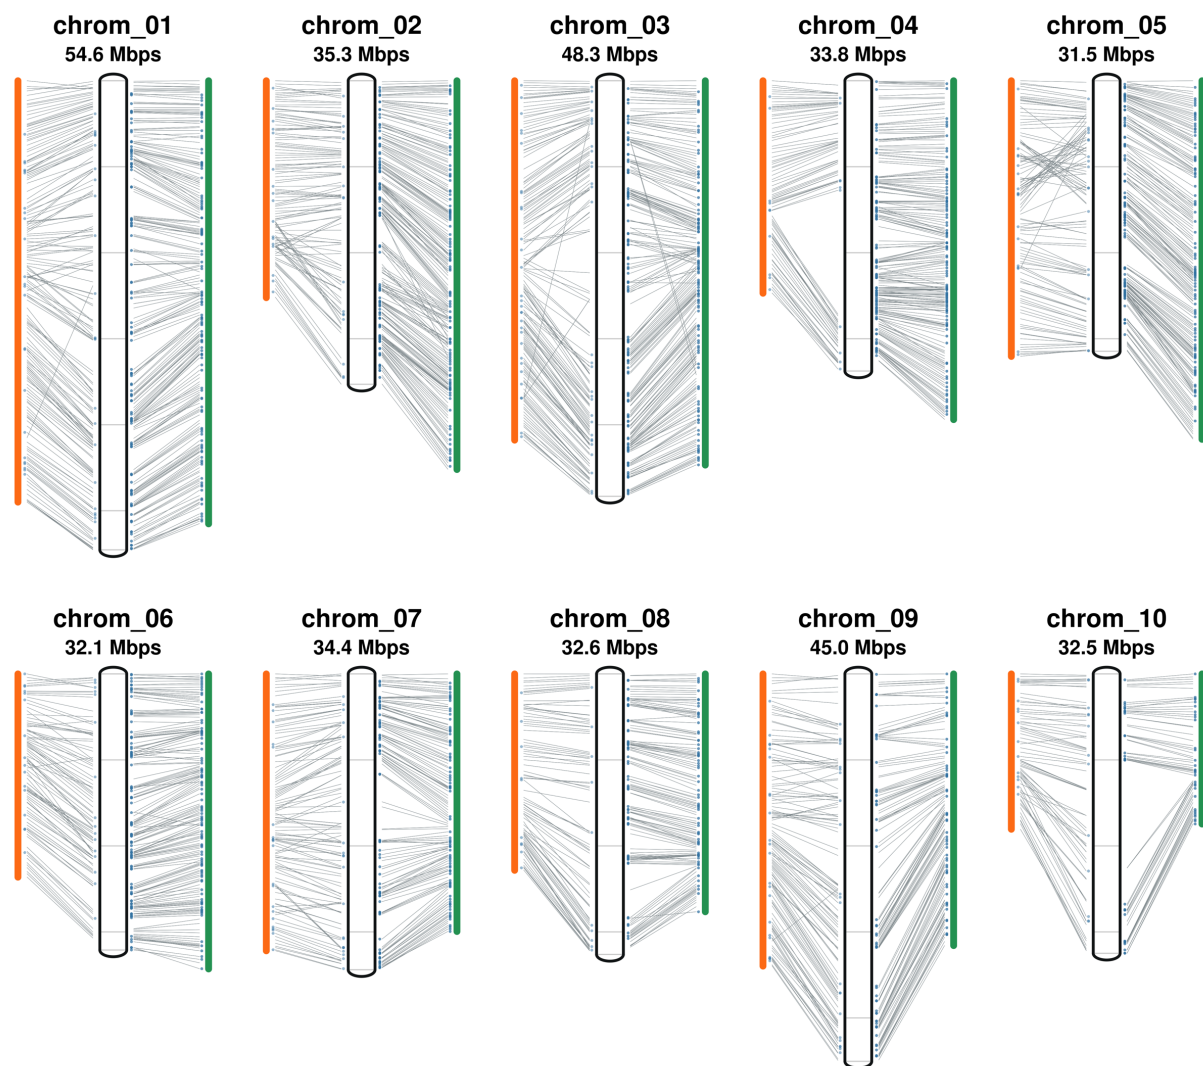 chrom_01
54.6 Mbps
chrom_02
35.3 Mbps
chrom_03
48.3 Mbps
chrom_04
33.8 Mbps
chrom_05
31.5 Mbps
chrom_06
32.1 Mbps
chrom_07
34.4 Mbps
chrom_08
32.6 Mbps
chrom_09
45.0 Mbps
chrom_10
32.5 Mbps